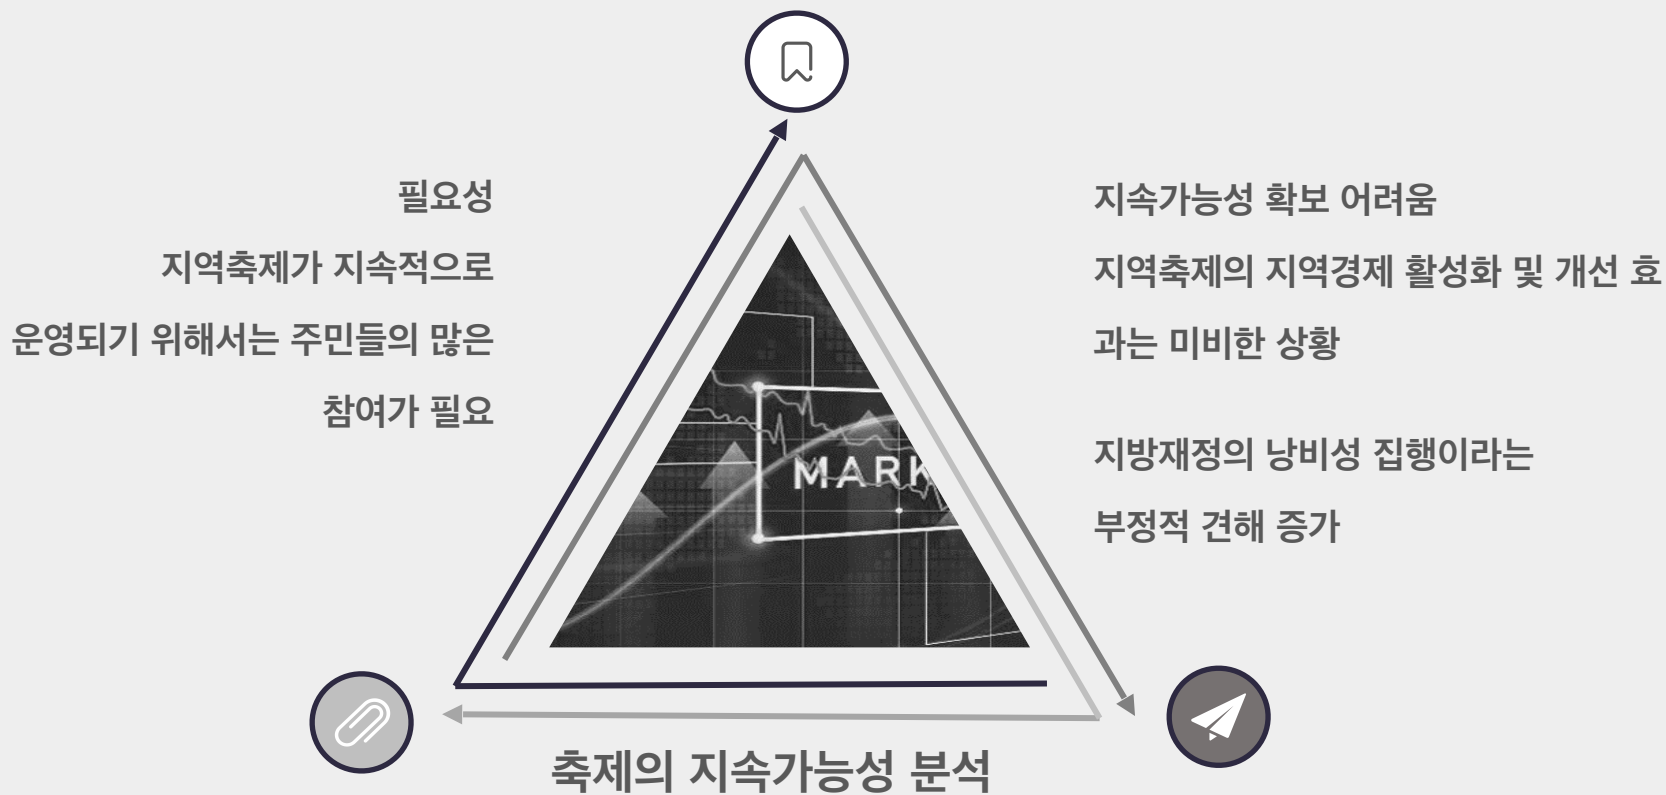 필요성
지역축제가 지속적으로
운영되기 위해서는 주민들의 많은
참여가 필요
지속가능성 확보 어려움
지역축제의 지역경제 활성화 및 개선 효
과는 미비한 상황
지방재정의 낭비성 집행이라는
부정적 견해 증가
MARK
축제의 지속가능성 분석